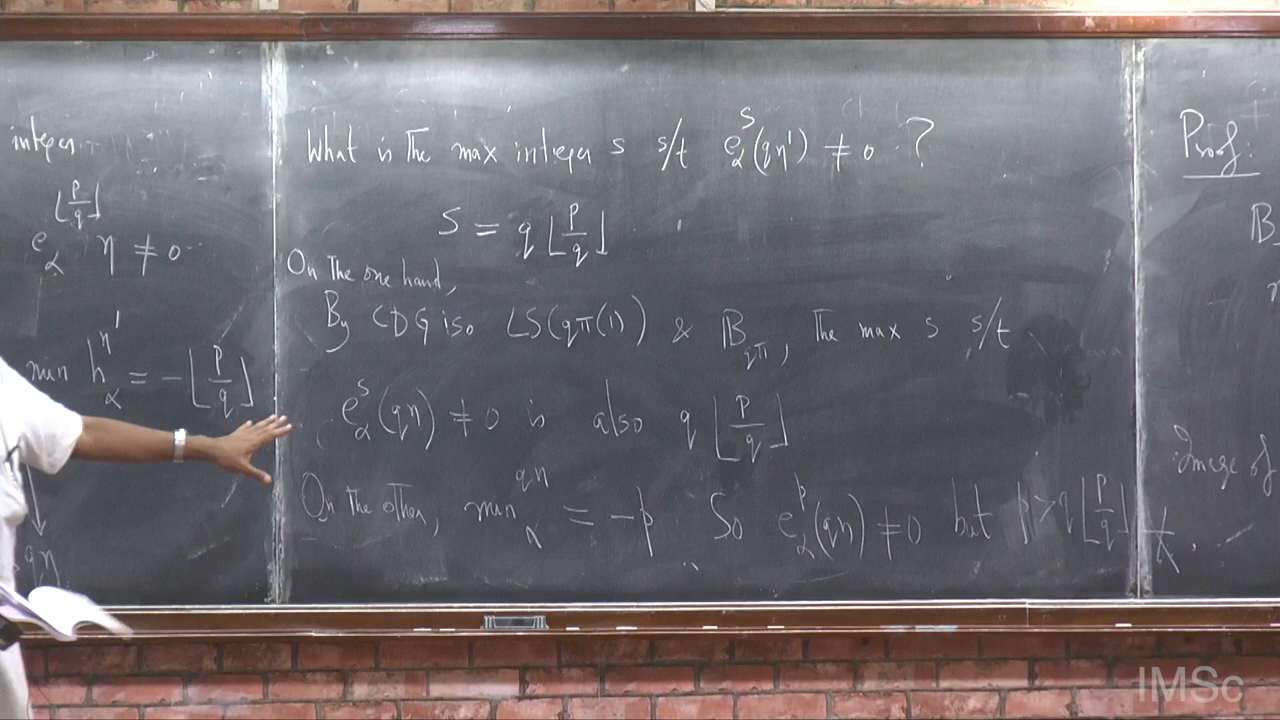 integer.
⌊p/q⌋
e_α η ≠ 0
min h_α^η' = -⌊p/q⌋
qη
What is the max integer s s/t e_α^s(qη') ≠ 0 ?
S = q⌊p/q⌋
On the one hand,
By CDG iso LS(qπ(1)) & B_qπ, the max s s/t
e_α^s(qη) ≠ 0 is also q⌊p/q⌋
On the other, min_α^qη = -p So e_α^p(qη) ≠ 0 but p > q⌊p/q⌋
Proof:
B
Image of
IMSc